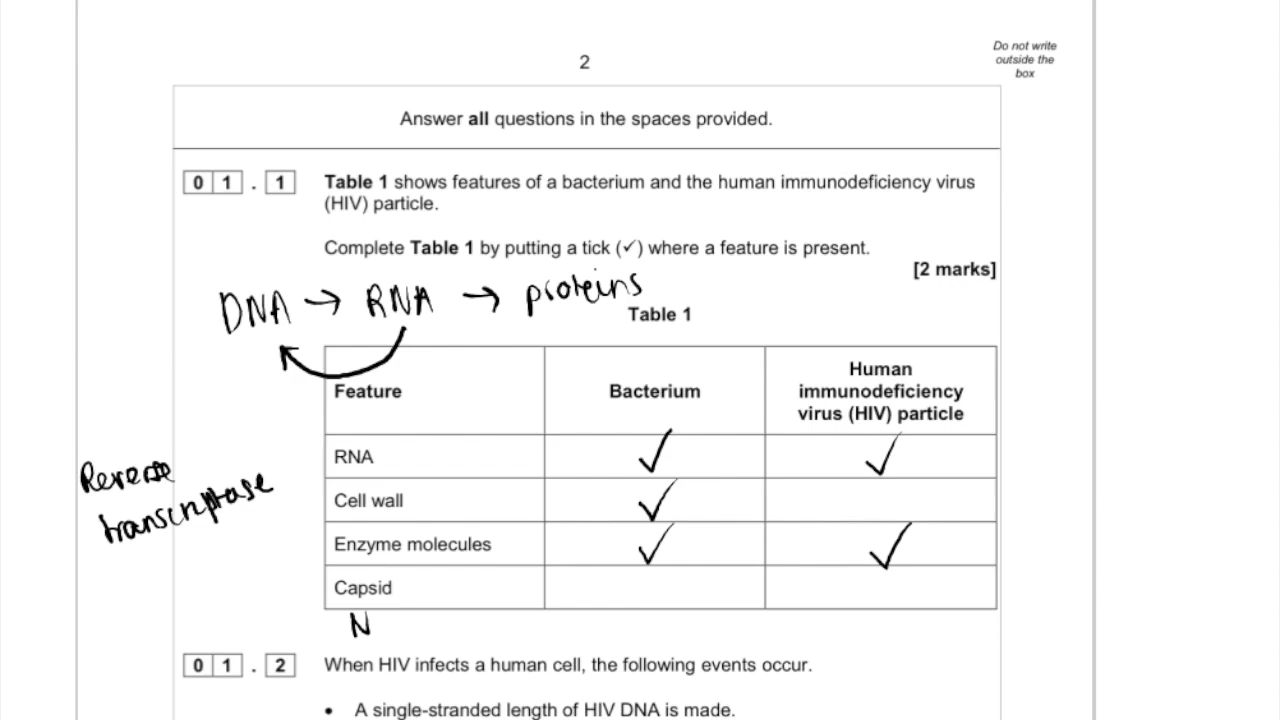 2
Do not write
outside the
box
Answer all questions in the spaces provided.
0 1 . 1 Table 1 shows features of a bacterium and the human immunodeficiency virus
(HIV) particle.
Complete Table 1 by putting a tick (✓) where a feature is present.
[2 marks]
DNA → RNA → proteins
Table 1
Feature Bacterium Human
immunodeficiency
virus (HIV) particle
RNA ✓ ✓
Cell wall ✓
Enzyme molecules ✓ ✓
Capsid
Reverse
transcriptase
N
0 1 . 2 When HIV infects a human cell, the following events occur.
• A single-stranded length of HIV DNA is made.